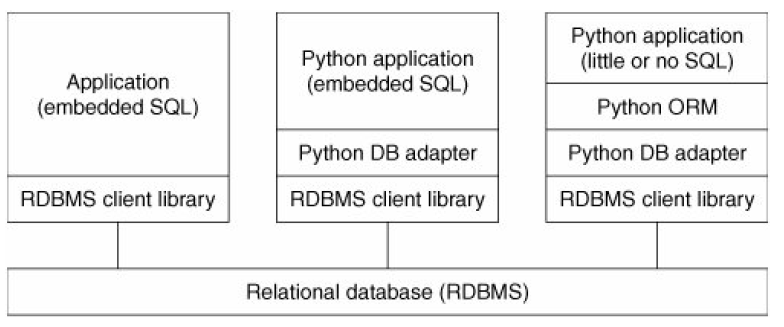 Application
(embedded SQL)
RDBMS client library
Python application
(embedded SQL)
Python DB adapter
RDBMS client library
Python application
(little or no SQL)
Python ORM
Python DB adapter
RDBMS client library
Relational database (RDBMS)